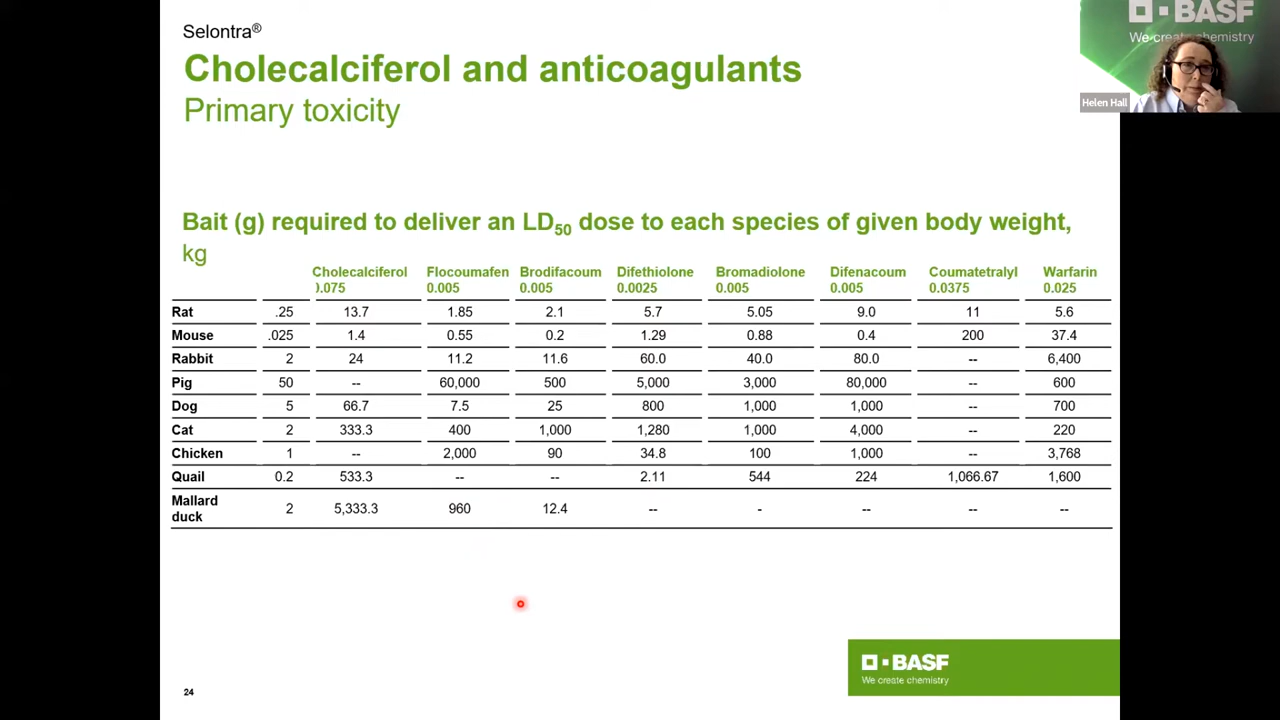 Selontra®
Cholecalciferol and anticoagulants
Primary toxicity
BASF
We create chemistry
Helen Hall
Bait (g) required to deliver an LD50 dose to each species of given body weight,
kg
Cholecalciferol Flocoumafen Brodifacoum Difethiolone Bromadiolone Difenacoum Coumatetralyl Warfarin
0.075 0.005 0.005 0.0025 0.005 0.005 0.0375 0.025
Rat .25 13.7 1.85 2.1 5.7 5.05 9.0 11 5.6
Mouse .025 1.4 0.55 0.2 1.29 0.88 0.4 200 37.4
Rabbit 2 24 11.2 11.6 60.0 40.0 80.0 -- 6,400
Pig 50 -- 60,000 500 5,000 3,000 80,000 -- 600
Dog 5 66.7 7.5 25 800 1,000 1,000 -- 700
Cat 2 333.3 400 1,000 1,280 1,000 4,000 -- 220
Chicken 1 -- 2,000 90 34.8 100 1,000 -- 3,768
Quail 0.2 533.3 -- -- 2.11 544 224 1,066.67 1,600
Mallard
duck 2 5,333.3 960 12.4 -- - -- -- --
BASF
We create chemistry
24